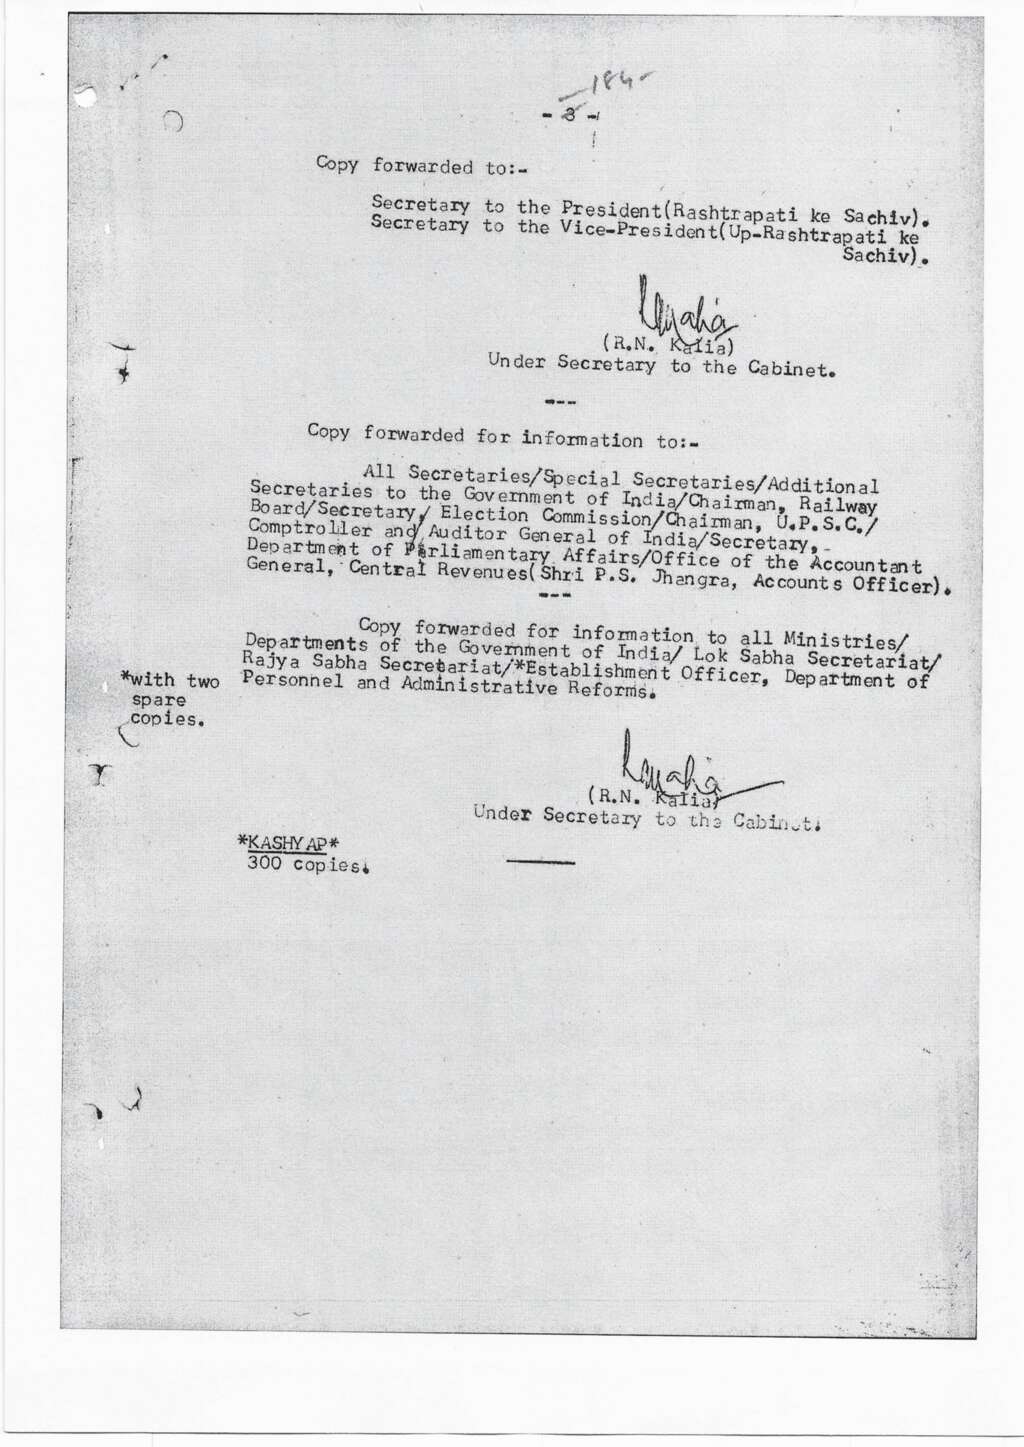 -184-
- 3 -
Copy forwarded to:-
Secretary to the President(Rashtrapati ke Sachiv).
Secretary to the Vice-President(Up-Rashtrapati ke
Sachiv).
(R.N. Kalia)
Under Secretary to the Cabinet.
----
Copy forwarded for information to:-
All Secretaries/Special Secretaries/Additional
Secretaries to the Government of India/Chairman, Railway
Board/Secretary/ Election Commission/Chairman, U.P.S.C./
Comptroller and/Auditor General of India/Secretary,
Department of Parliamentary Affairs/Office of the Accountant
General, Central Revenues(Shri P.S. Jhangra, Accounts Officer).
----
Copy forwarded for information to all Ministries/
Departments of the Government of India/ Lok Sabha Secretariat/
Rajya Sabha Secretariat/*Establishment Officer, Department of
Personnel and Administrative Reforms.
*with two
spare
copies.
(R.N. Kalia)
Under Secretary to the Cabinet.
*KASHYAP*
300 copies.